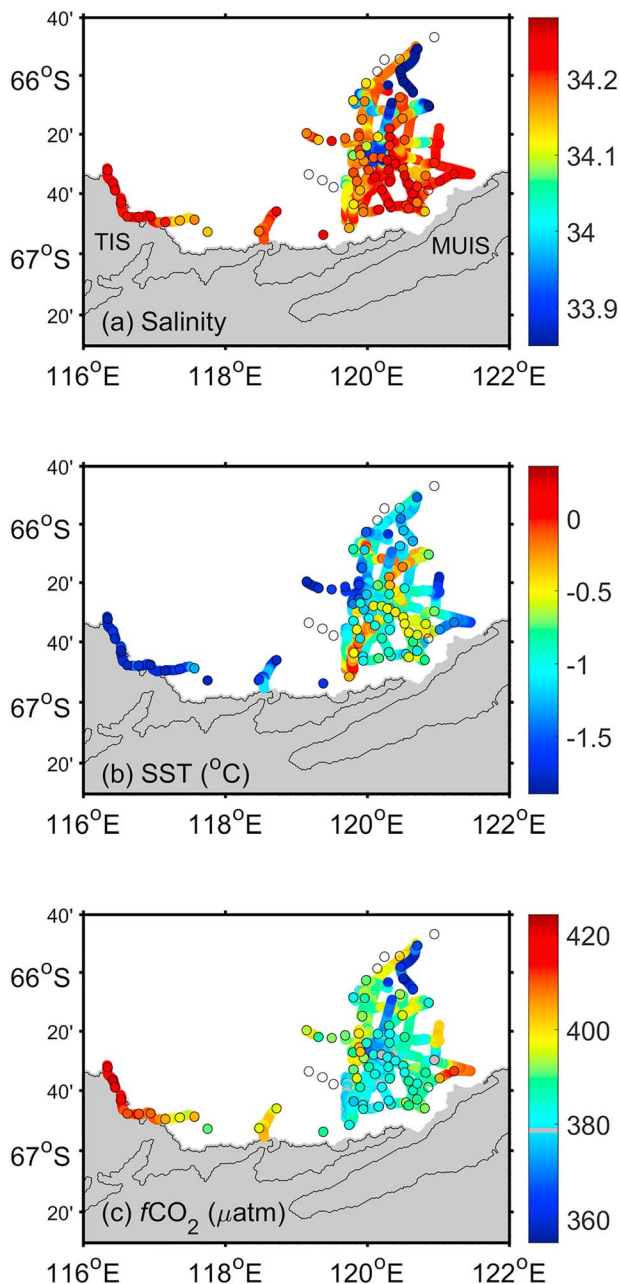 40'
66°S
20'
40'
67°S
20'
TIS
MUIS
(a) Salinity
116°E 118°E 120°E 122°E
34.2
34.1
34
33.9
40'
66°S
20'
40'
67°S
20'
(b) SST (°C)
116°E 118°E 120°E 122°E
0
-0.5
-1
-1.5
40'
66°S
20'
40'
67°S
20'
(c) fCO₂ (μatm)
116°E 118°E 120°E 122°E
420
400
380
360